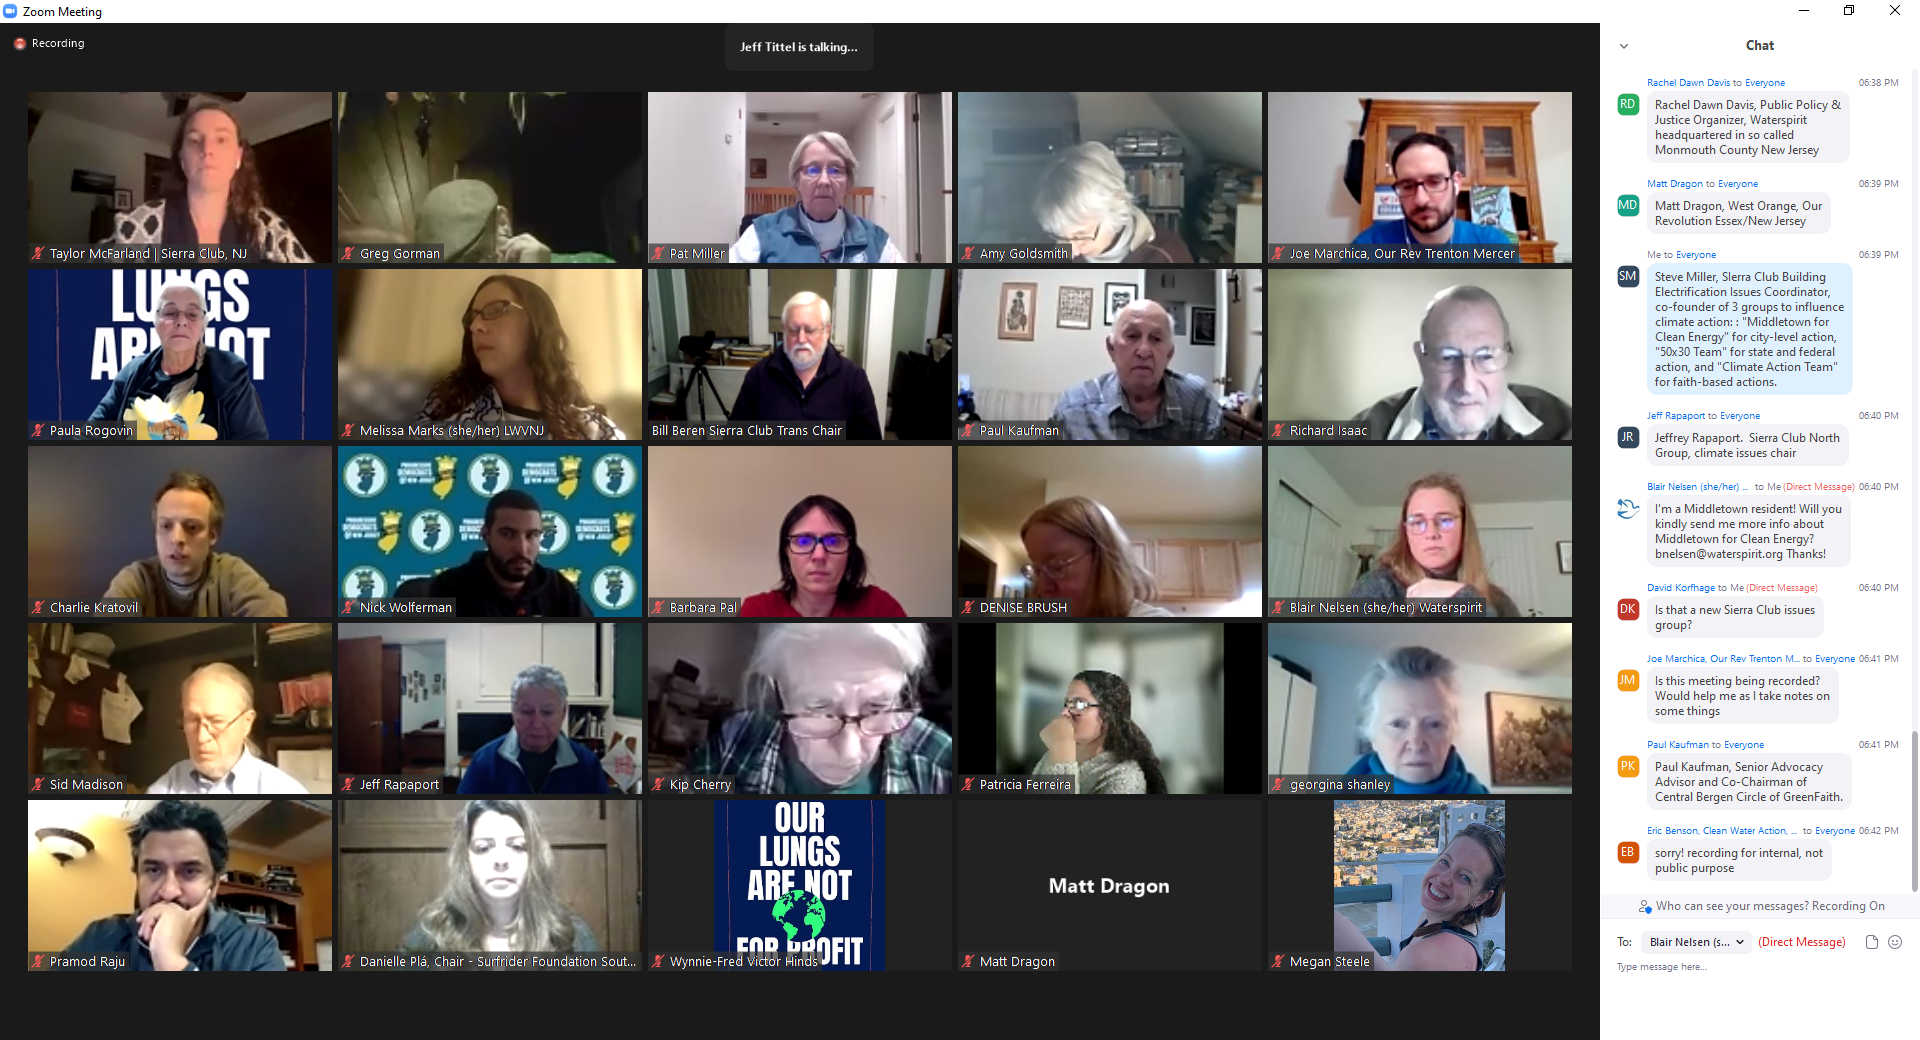 Zoom Meeting
Recording
Jeff Tittel is talking...
Taylor McFarland | Sierra Club, NJ
Greg Gorman
Pat Miller
Amy Goldsmith
Joe Marchica, Our Rev Trenton Mercer
LUNGS
ARE NOT
Paula Rogovin
Melissa Marks (she/her) LWVNJ
Bill Beren Sierra Club Trans Chair
Paul Kaufman
Richard Isaac
Charlie Kratovil
PROGRESSIVE
DEMOCRATS
OF NEW JERSEY
Nick Wolferman
Barbara Pal
DENISE BRUSH
Blair Nelsen (she/her) Waterspirit
Sid Madison
Jeff Rapaport
Kip Cherry
Patricia Ferreira
georgina shanley
Pramod Raju
Danielle Plá, Chair - Surfrider Foundation Sout...
OUR
LUNGS
ARE NOT
FOR PROFIT
Wynnie-Fred Victor Hinds
Matt Dragon
Matt Dragon
Megan Steele
Chat
Rachel Dawn Davis to Everyone 06:38 PM
RD
Rachel Dawn Davis, Public Policy &
Justice Organizer, Waterspirit
headquartered in so called
Monmouth County New Jersey
Matt Dragon to Everyone 06:39 PM
MD
Matt Dragon, West Orange, Our
Revolution Essex/New Jersey
Me to Everyone 06:39 PM
SM
Steve Miller, SIerra Club Building
Electrification Issues Coordinator,
co-founder of 3 groups to influence
climate action: : "Middletown for
Clean Energy" for city-level action,
"50x30 Team" for state and federal
action, and "Climate Action Team"
for faith-based actions.
Jeff Rapaport to Everyone 06:40 PM
JR
Jeffrey Rapaport.  Sierra Club North
Group, climate issues chair
Blair Nelsen (she/her) ... to Me (Direct Message) 06:40 PM
I'm a Middletown resident! Will you
kindly send me more info about
Middletown for Clean Energy?
bnelsen@waterspirit.org Thanks!
David Korfhage to Me (Direct Message) 06:40 PM
DK
Is that a new Sierra Club issues
group?
Joe Marchica, Our Rev Trenton M... to Everyone 06:41 PM
JM
Is this meeting being recorded?
Would help me as I take notes on
some things
Paul Kaufman to Everyone 06:41 PM
PK
Paul Kaufman, Senior Advocacy
Advisor and Co-Chairman of
Central Bergen Circle of GreenFaith.
Eric Benson, Clean Water Action, ... to Everyone 06:42 PM
EB
sorry! recording for internal, not
public purpose
Who can see your messages? Recording On
To: Blair Nelsen (s... (Direct Message)
Type message here...